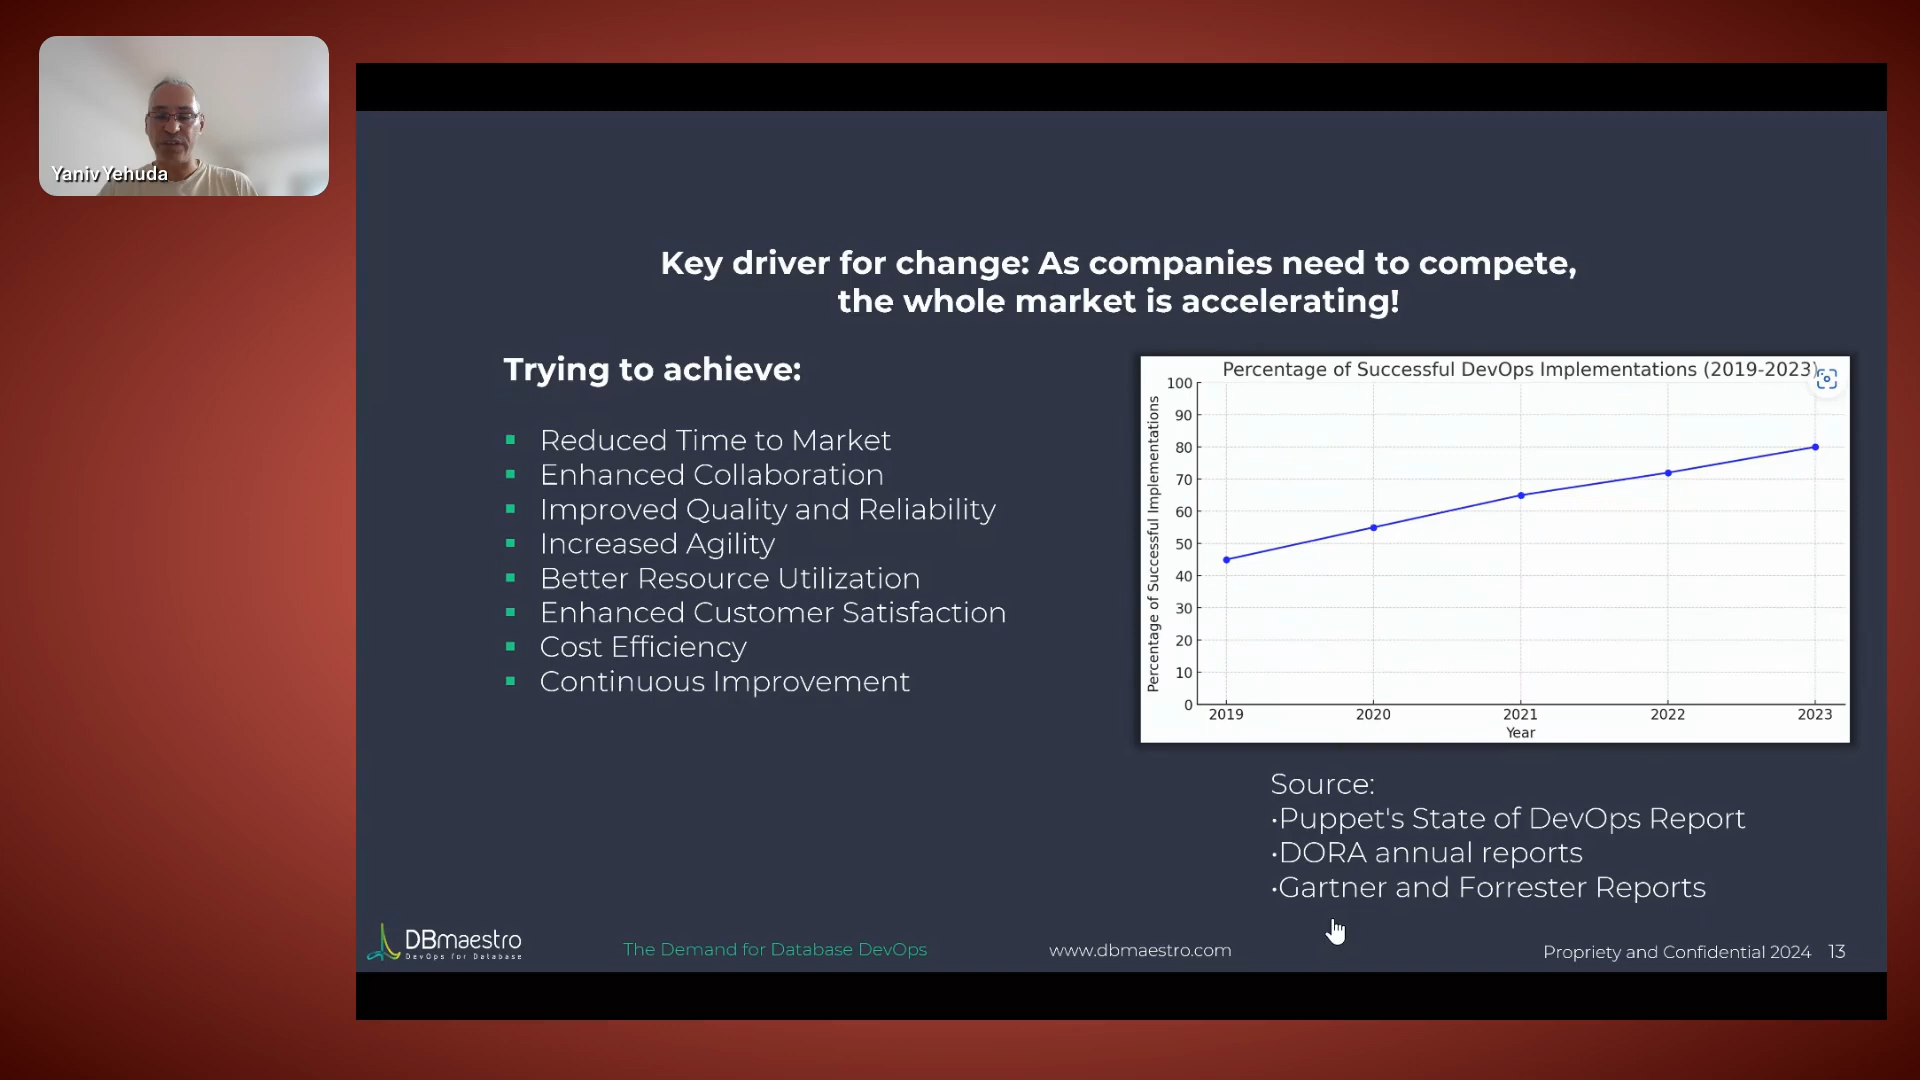 Yaniv Yehuda
Key driver for change: As companies need to compete,
the whole market is accelerating!
Trying to achieve:
▪ Reduced Time to Market
▪ Enhanced Collaboration
▪ Improved Quality and Reliability
▪ Increased Agility
▪ Better Resource Utilization
▪ Enhanced Customer Satisfaction
▪ Cost Efficiency
▪ Continuous Improvement
Percentage of Successful DevOps Implementations (2019-2023)
Percentage of Successful Implementations
100
90
80
70
60
50
40
30
20
10
0
2019 2020 2021 2022 2023
Year
Source:
•Puppet's State of DevOps Report
•DORA annual reports
•Gartner and Forrester Reports
DBmaestro
DevOps for Database
The Demand for Database DevOps
www.dbmaestro.com
Propriety and Confidential 2024 13